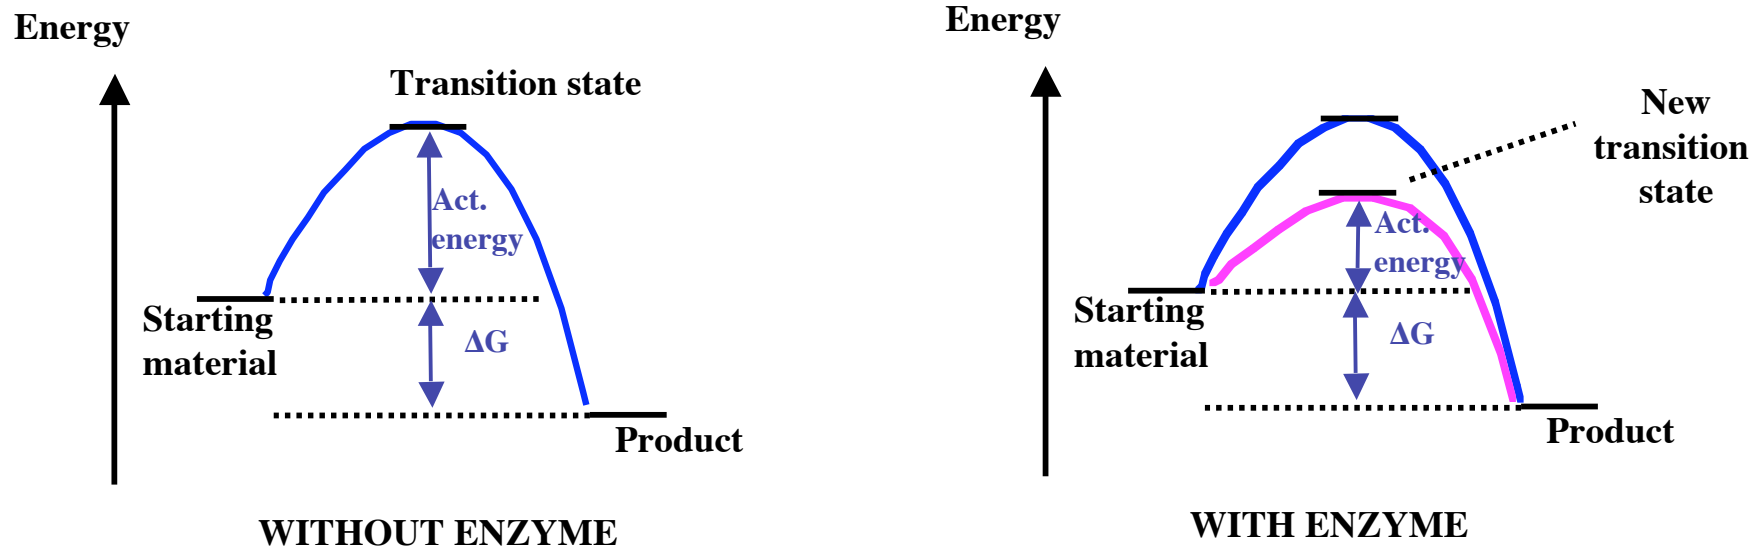 Energy
Transition state
Act.
energy
Starting
material
ΔG
Product
WITHOUT ENZYME
Energy
New
transition
state
Act.
energy
Starting
material
ΔG
Product
WITH ENZYME